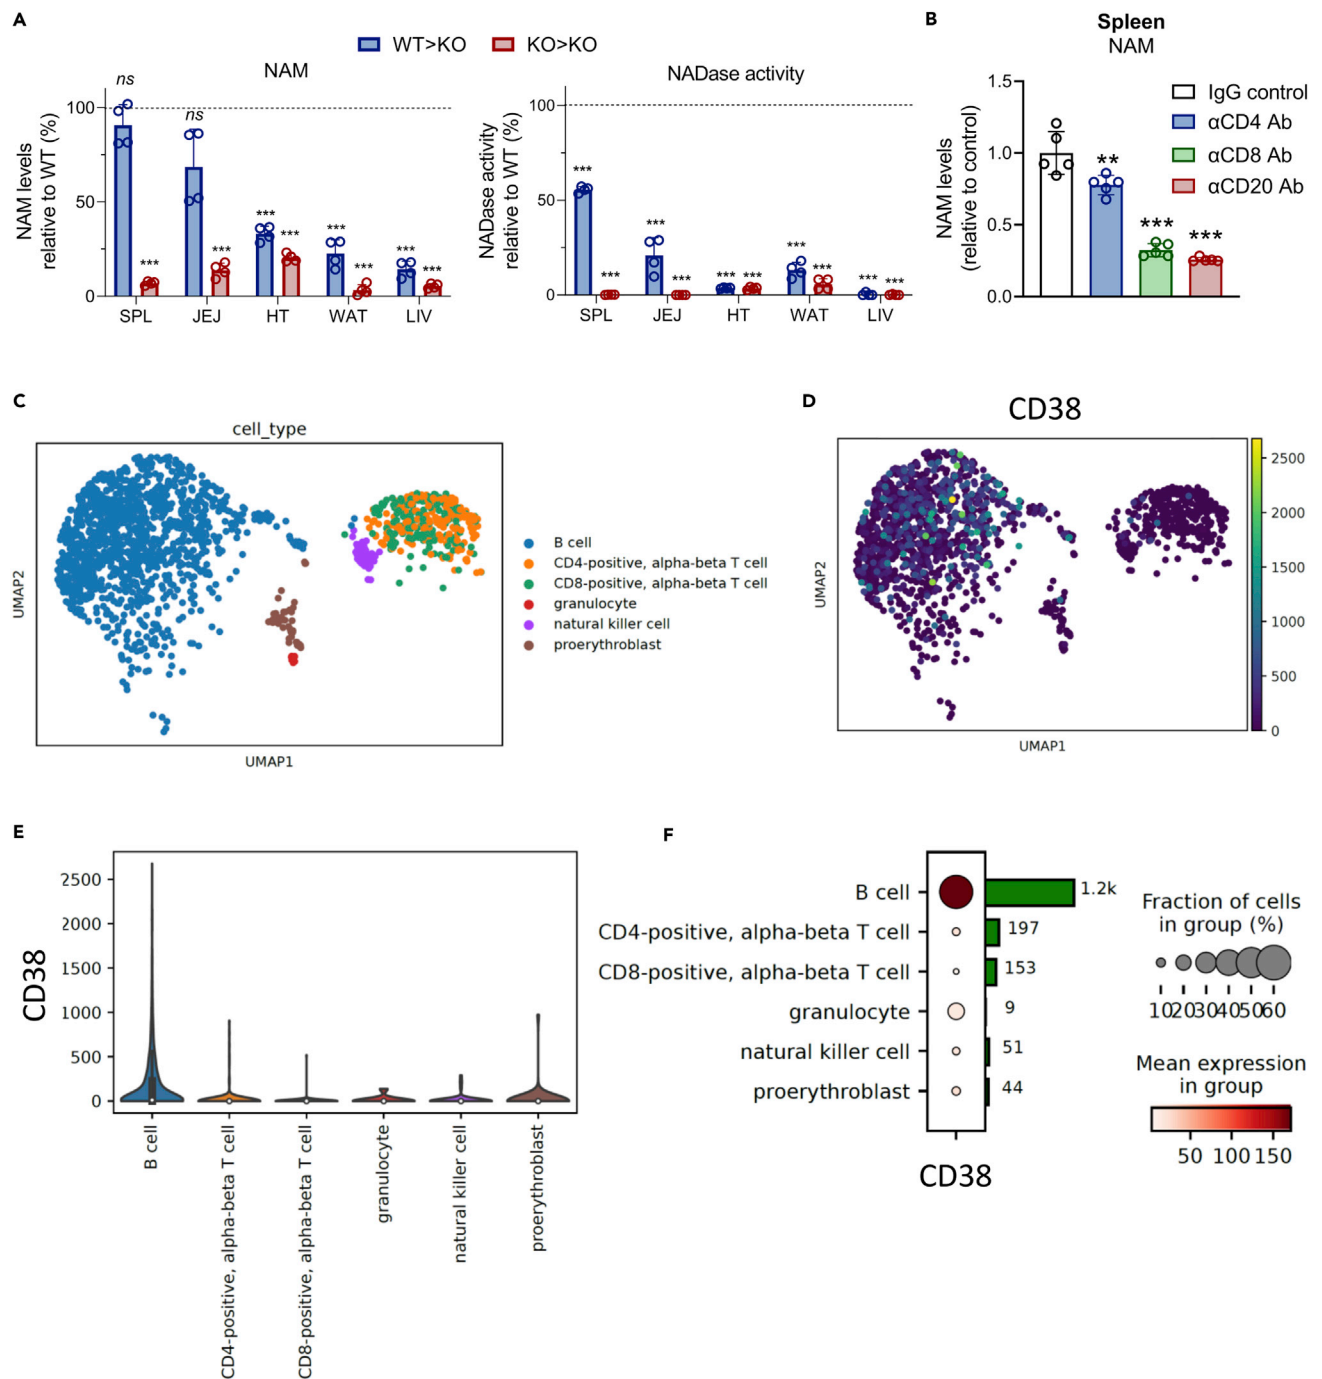 A
WT>KO
KO>KO
NAM
NAM levels
relative to WT (%)
100
50
0
ns
***
ns
***
***
***
***
***
***
***
SPL
JEJ
HT
WAT
LIV
NADase activity
NADase activity
relative to WT (%)
100
50
0
***
***
***
***
***
***
***
***
***
***
SPL
JEJ
HT
WAT
LIV
B
Spleen
NAM
NAM levels
(relative to control)
1.5
1.0
0.5
0.0
**
***
***
IgG control
αCD4 Ab
αCD8 Ab
αCD20 Ab
C
cell_type
UMAP2
UMAP1
B cell
CD4-positive, alpha-beta T cell
CD8-positive, alpha-beta T cell
granulocyte
natural killer cell
proerythroblast
D
CD38
UMAP2
UMAP1
2500
2000
1500
1000
500
0
E
CD38
2500
2000
1500
1000
500
0
B cell
CD4-positive, alpha-beta T cell
CD8-positive, alpha-beta T cell
granulocyte
natural killer cell
proerythroblast
F
B cell
1.2k
CD4-positive, alpha-beta T cell
197
CD8-positive, alpha-beta T cell
153
granulocyte
9
natural killer cell
51
proerythroblast
44
CD38
Fraction of cells
in group (%)
10 20 30 40 50 60
Mean expression
in group
50 100 150